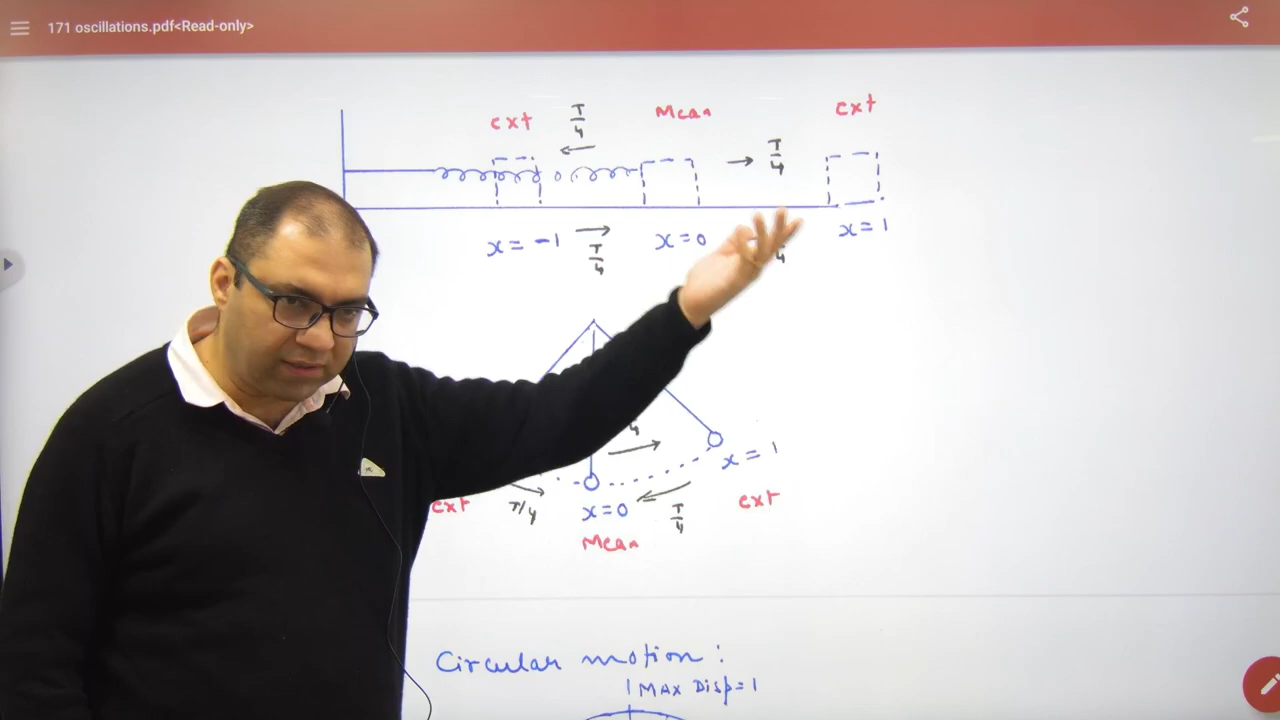 171 oscillations.pdf<Read-only>
ext T/4 Mean ext
T/4
x = -1 T/4 x = 0 x = 1
4
x = 1
ext T/4 x = 0 T/4 ext
Mean
Circular motion :
MAX Disp = 1